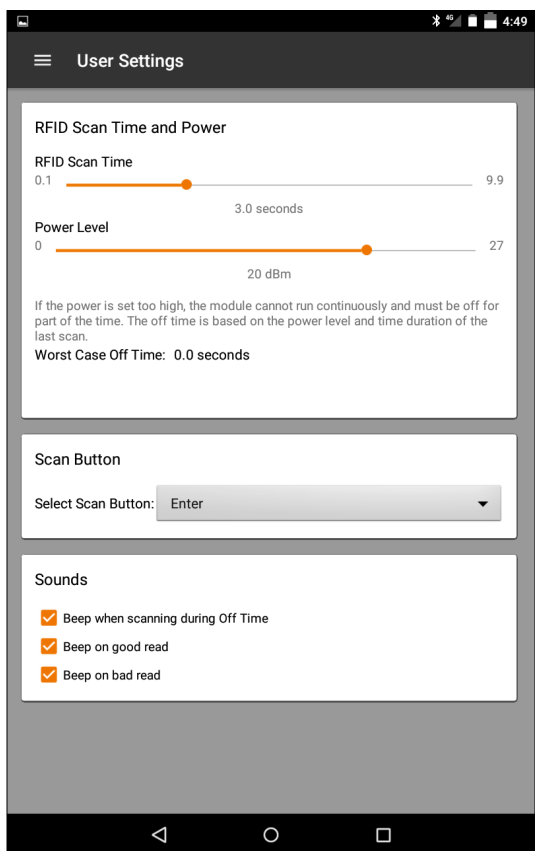 4G 4:49
User Settings
RFID Scan Time and Power
RFID Scan Time
0.1 9.9
3.0 seconds
Power Level
0 27
20 dBm
If the power is set too high, the module cannot run continuously and must be off for
part of the time. The off time is based on the power level and time duration of the
last scan.
Worst Case Off Time: 0.0 seconds
Scan Button
Select Scan Button: Enter
Sounds
Beep when scanning during Off Time
Beep on good read
Beep on bad read